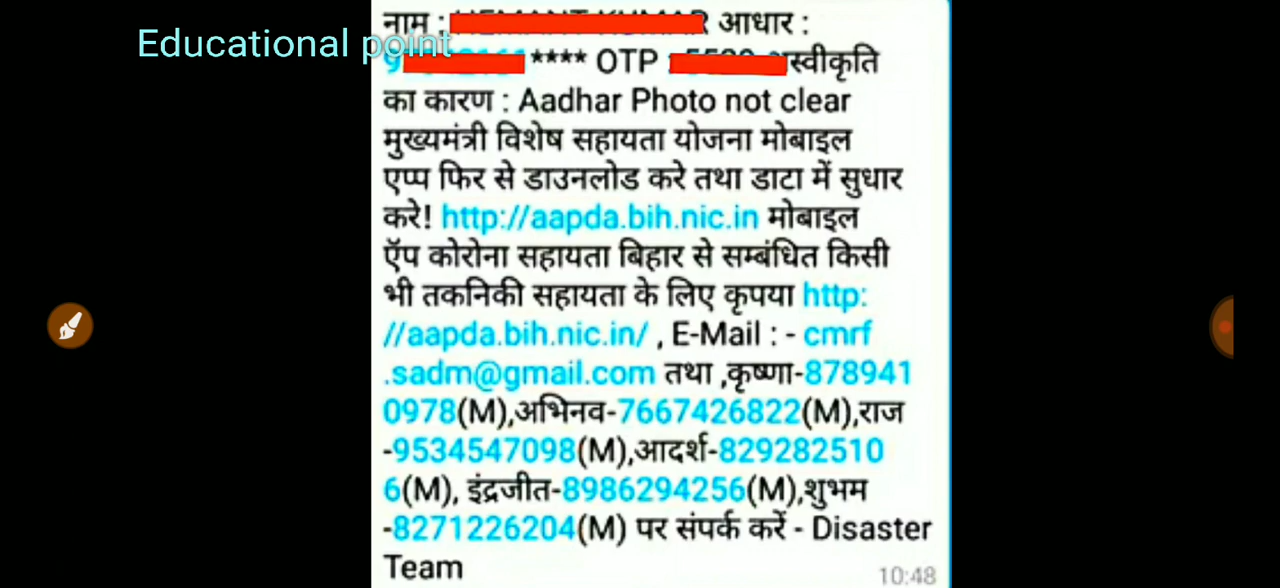 Educational point
नाम : आधार :
**** OTP
का कारण : Aadhar Photo not clear
मुख्यमंत्री विशेष सहायता योजना मोबाइल
एप्प फिर से डाउनलोड करे तथा डाटा में सुधार
करे! http://aapda.bih.nic.in मोबाइल
ऍप कोरोना सहायता बिहार से सम्बंधित किसी
भी तकनिकी सहायता के लिए कृपया http:
//aapda.bih.nic.in/ , E-Mail : - cmrf
.sadm@gmail.com तथा ,कृष्णा-878941
0978(M),अभिनव-7667426822(M),राज
-9534547098(M),आदर्श-829282510
6(M), इंद्रजीत-8986294256(M),शुभम
-8271226204(M) पर संपर्क करें - Disaster
Team
10:48